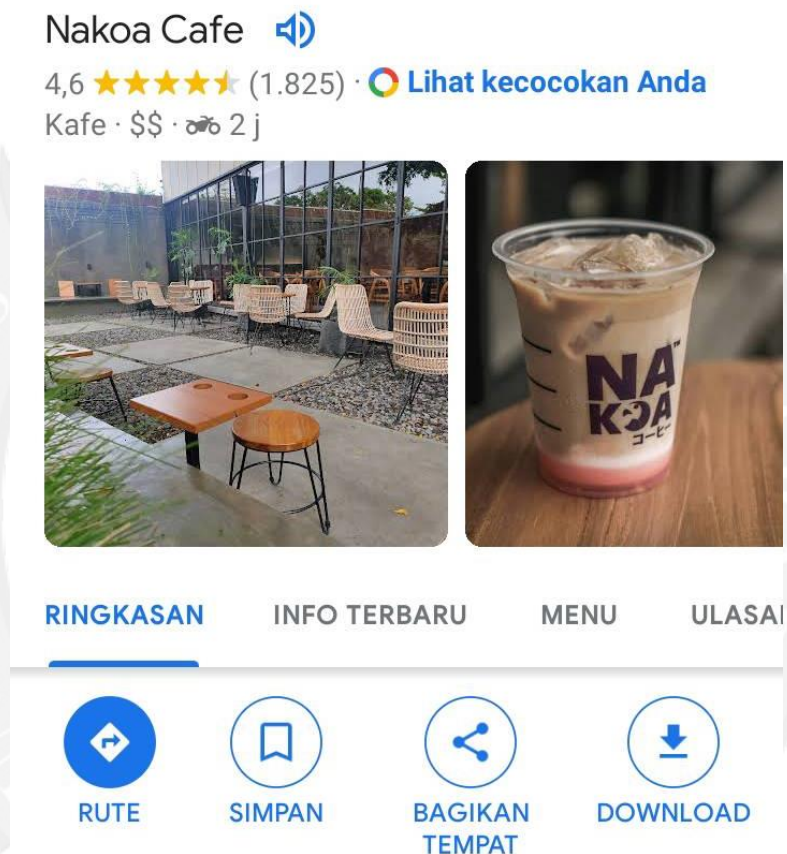 Nakoa Cafe
4,6 (1.825) · Lihat kecocokan Anda
Kafe · $$ · 2 j
NA™
KOA
コーヒー
RINGKASAN INFO TERBARU MENU ULASA
RUTE SIMPAN BAGIKAN TEMPAT DOWNLOAD